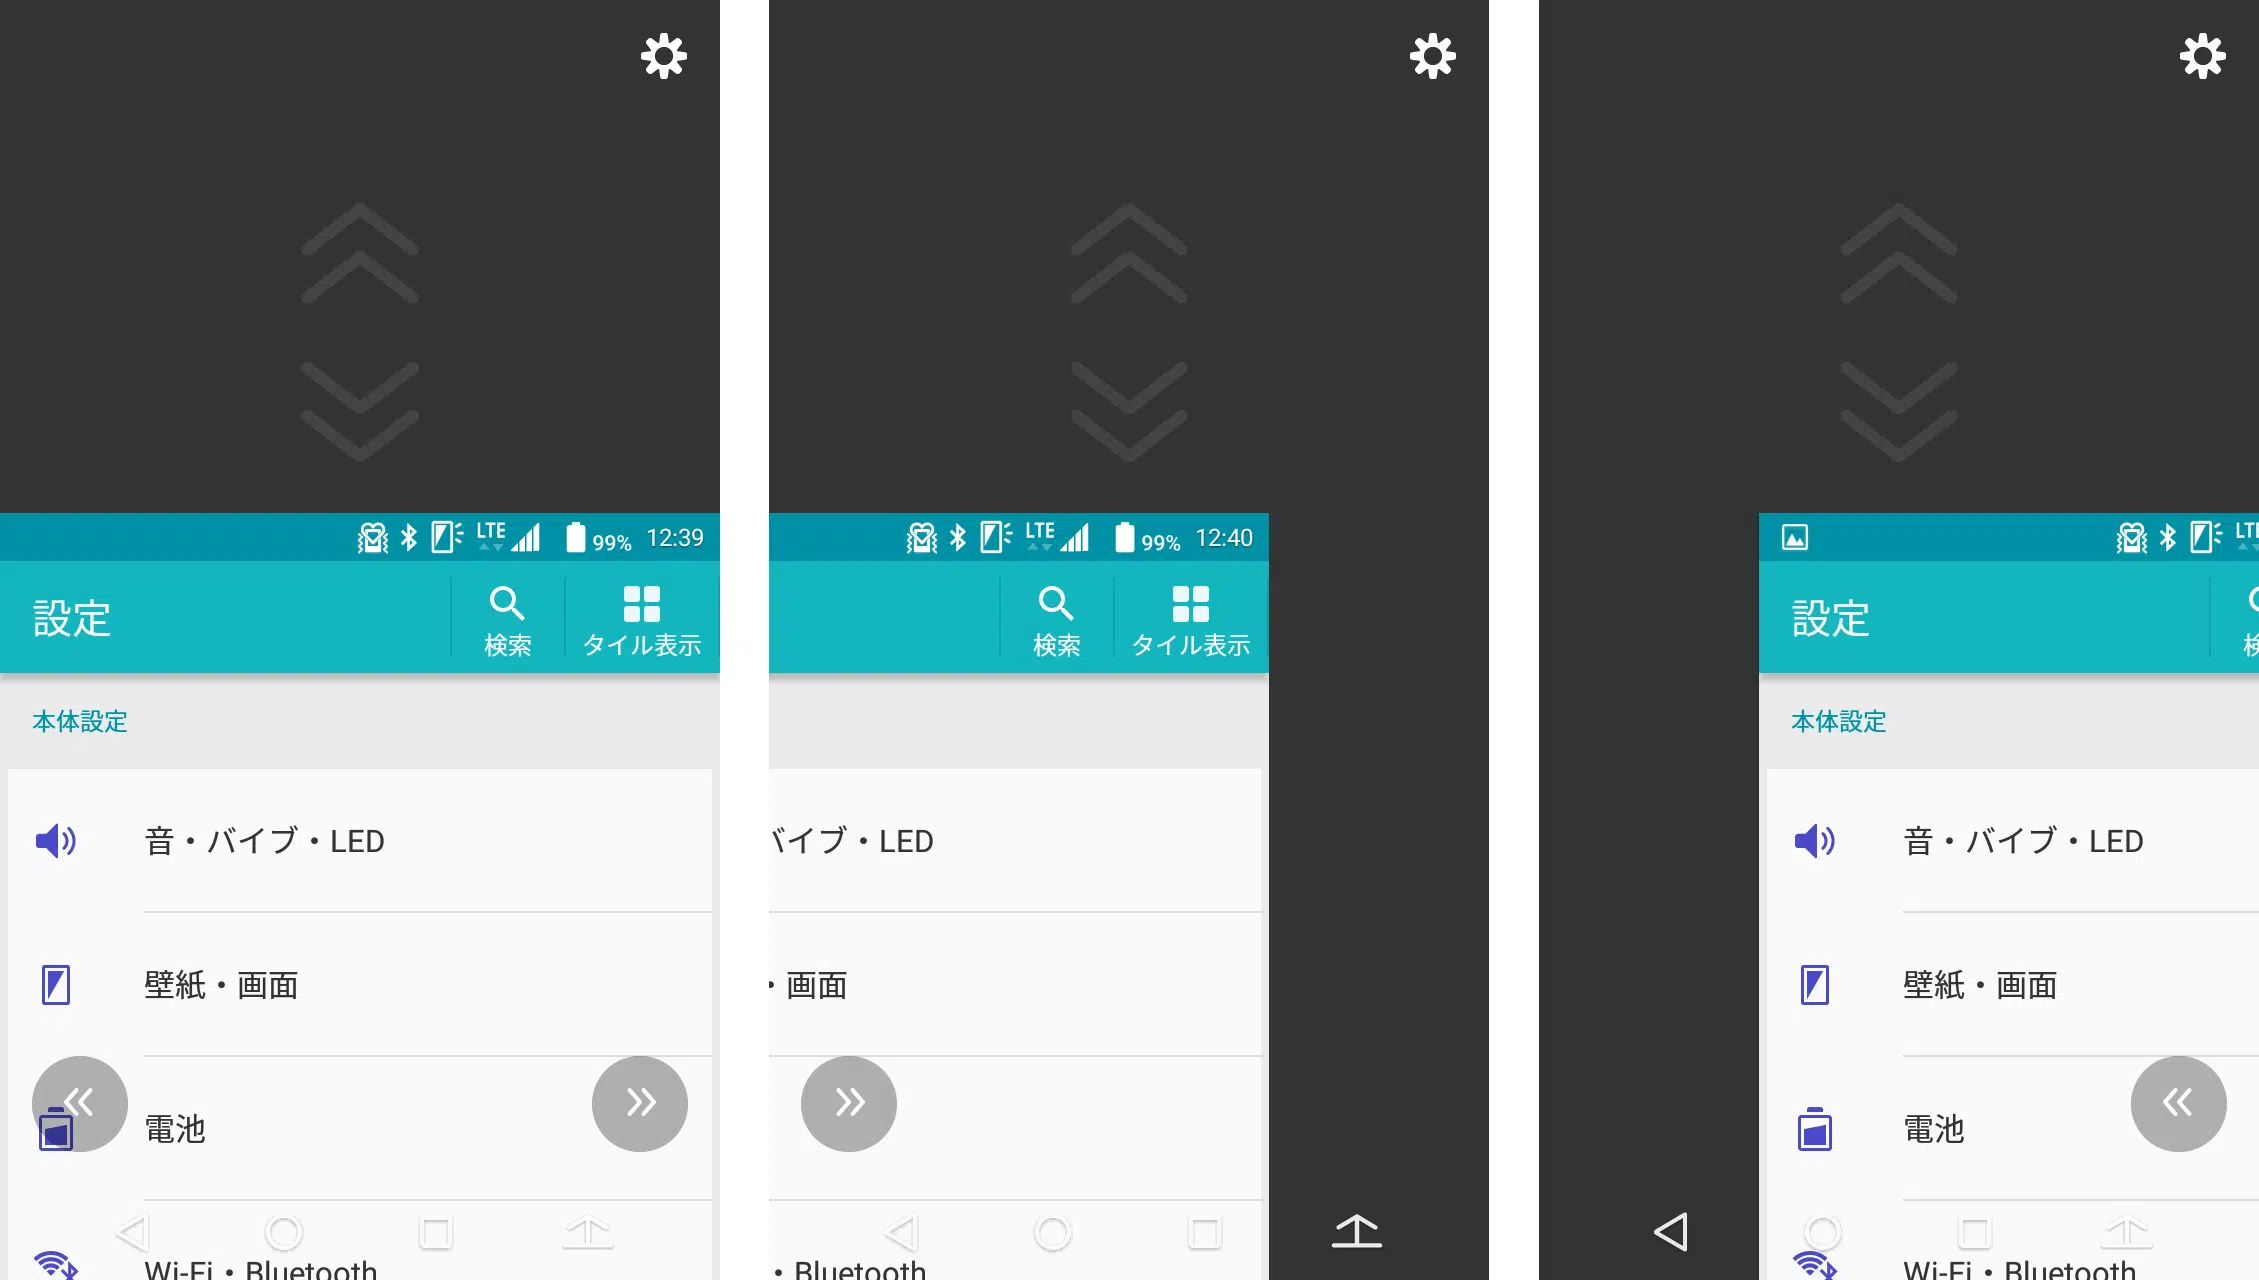 LTE 99% 12:39
設定 検索 タイル表示
本体設定
音・バイブ・LED
壁紙・画面
電池
Wi-Fi・Bluetooth
LTE 99% 12:40
検索 タイル表示
バイブ・LED
・画面
・Bluetooth
LTE
設定 検
本体設定
音・バイブ・LED
壁紙・画面
電池
Wi-Fi・Bluetooth